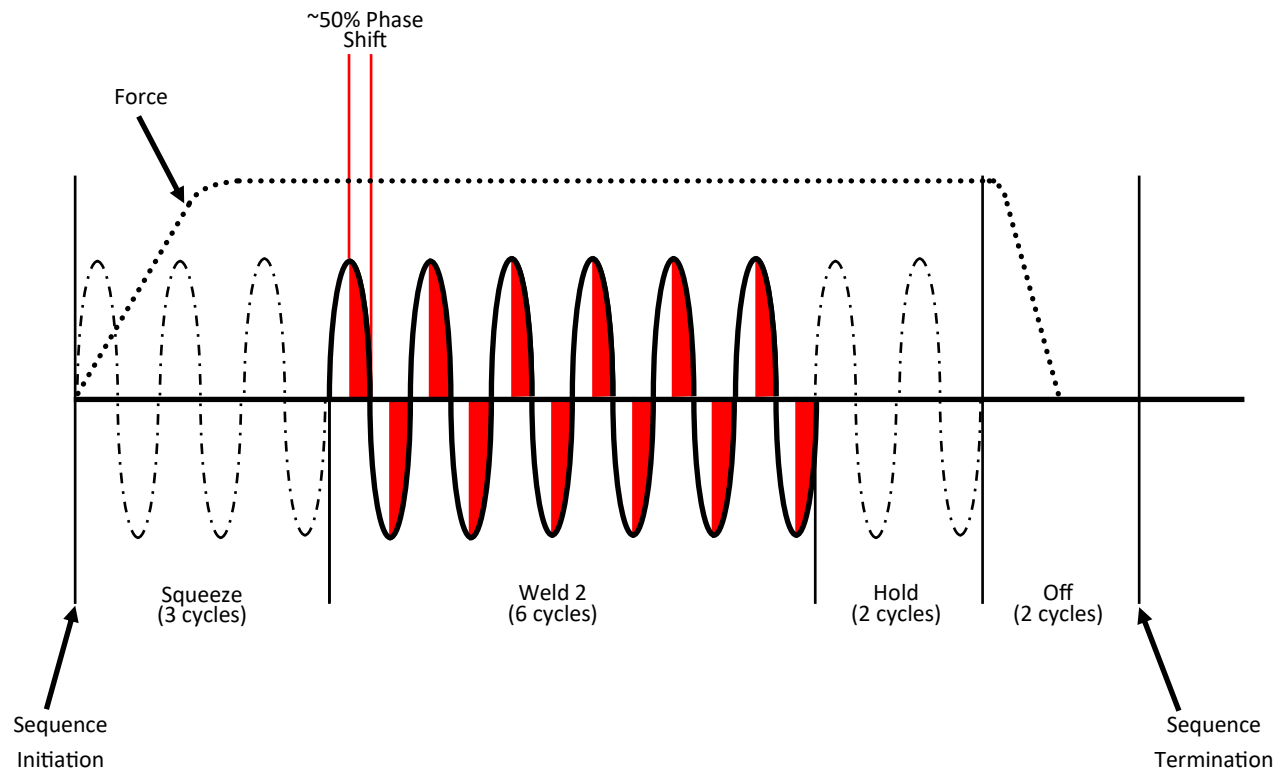 ~50% Phase
Shift
Force
Squeeze
(3 cycles)
Weld 2
(6 cycles)
Hold
(2 cycles)
Off
(2 cycles)
Sequence
Initiation
Sequence
Termination